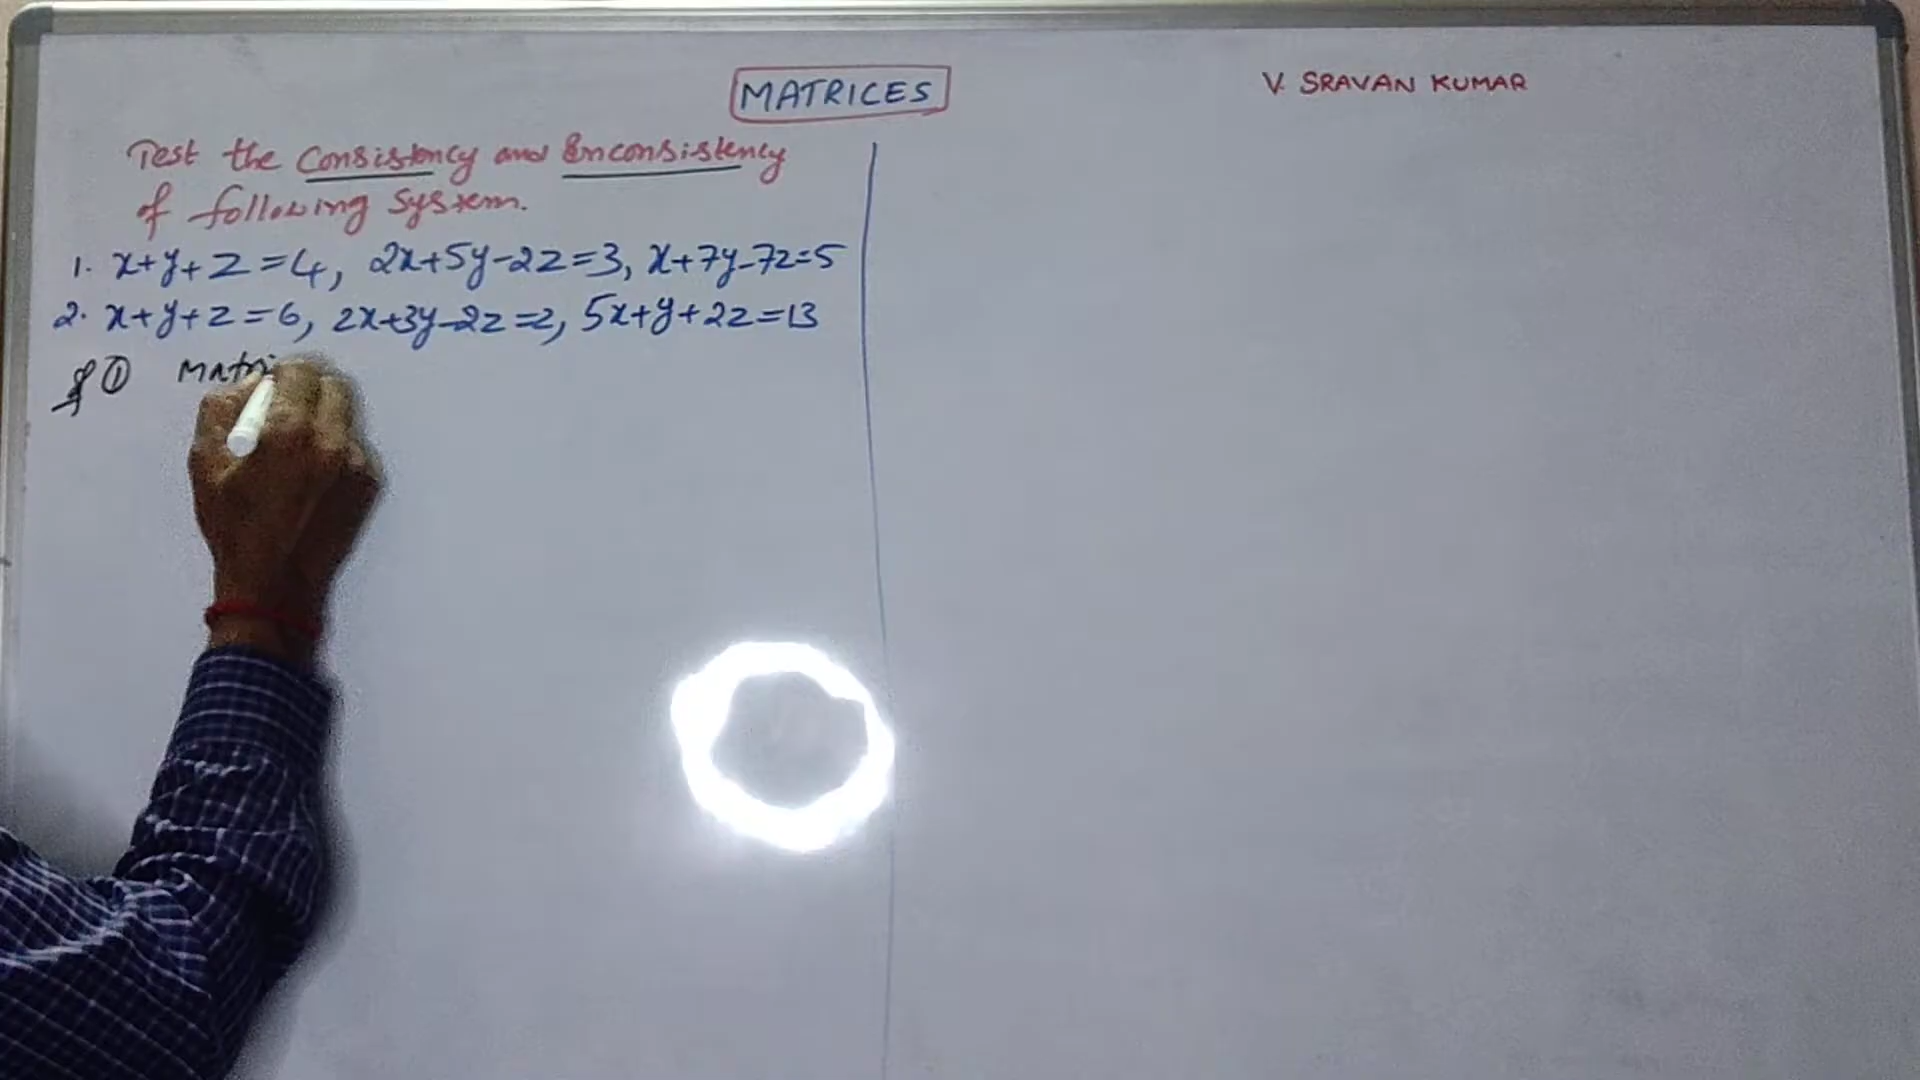 MATRICES
V. SRAVAN KUMAR
Test the Consistency and Inconsistency
of following system.
1. x+y+z=4, 2x+5y-2z=3, x+7y-7z=5
2. x+y+z=6, 2x+3y-2z=2, 5x+y+2z=13
① Matri